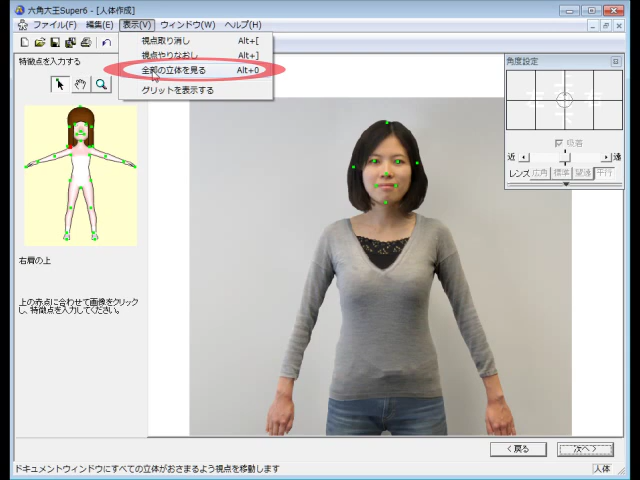 六角大王Super6 - [人体作成]
ファイル(F) 編集(E) 表示(V) ウィンドウ(W) ヘルプ(H)
視点取り消し Alt+[
視点やりなおし Alt+]
全部の立体を見る Alt+0
グリットを表示する
特徴点を入力する
角度設定
吸着
近 遠
レンズ 広角 標準 望遠 平行
右肩の上
上の赤点に合わせて画像をクリック
し、特徴点を入力してください。
< 戻る
次へ >
ドキュメントウィンドウにすべての立体がおさまるよう視点を移動します
人体